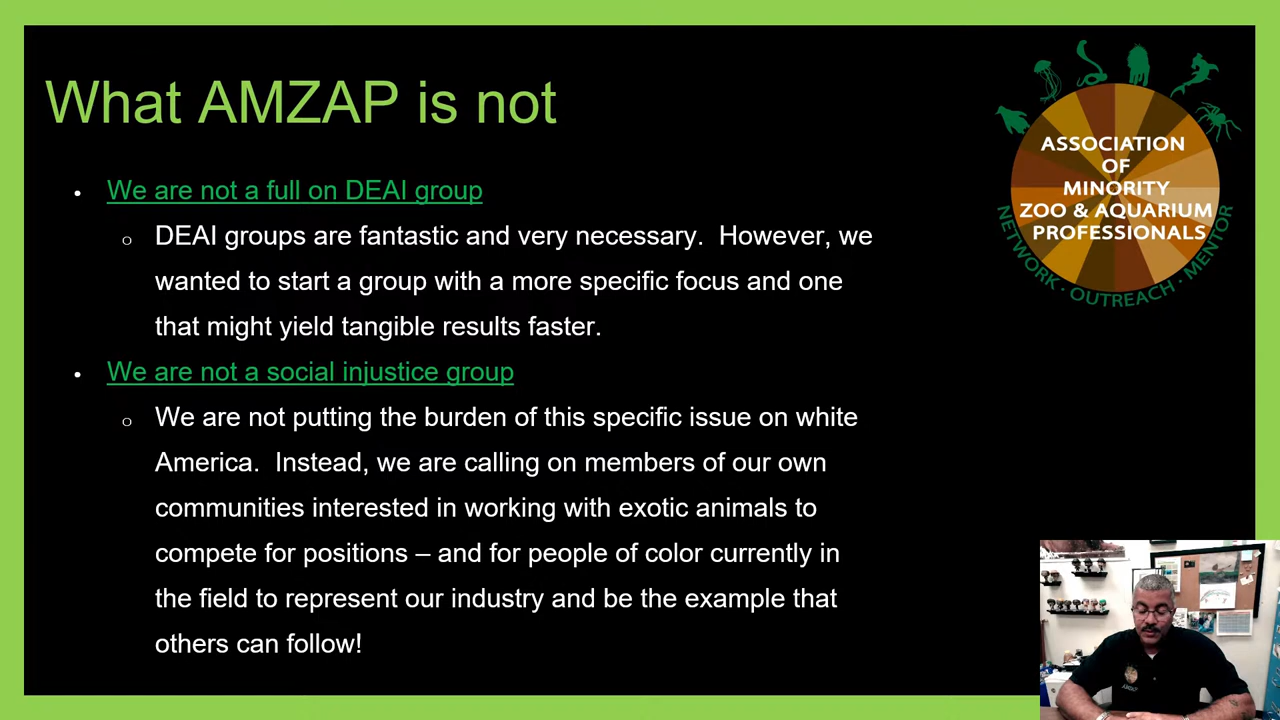 What AMZAP is not
ASSOCIATION
OF
MINORITY
ZOO & AQUARIUM
PROFESSIONALS
NETWORK · OUTREACH · MENTOR
• We are not a full on DEAI group
o DEAI groups are fantastic and very necessary.  However, we
wanted to start a group with a more specific focus and one
that might yield tangible results faster.
• We are not a social injustice group
o We are not putting the burden of this specific issue on white
America.  Instead, we are calling on members of our own
communities interested in working with exotic animals to
compete for positions – and for people of color currently in
the field to represent our industry and be the example that
others can follow!